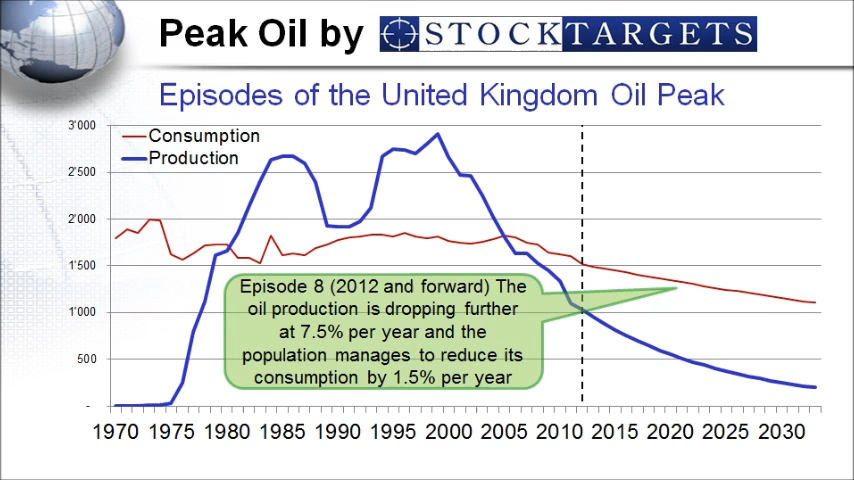 Peak Oil by STOCKTARGETS
Episodes of the United Kingdom Oil Peak
3'000
Consumption
Production
2'500
2'000
1'500
1'000
500
-
Episode 8 (2012 and forward) The
oil production is dropping further
at 7.5% per year and the
population manages to reduce its
consumption by 1.5% per year
1970 1975 1980 1985 1990 1995 2000 2005 2010 2015 2020 2025 2030